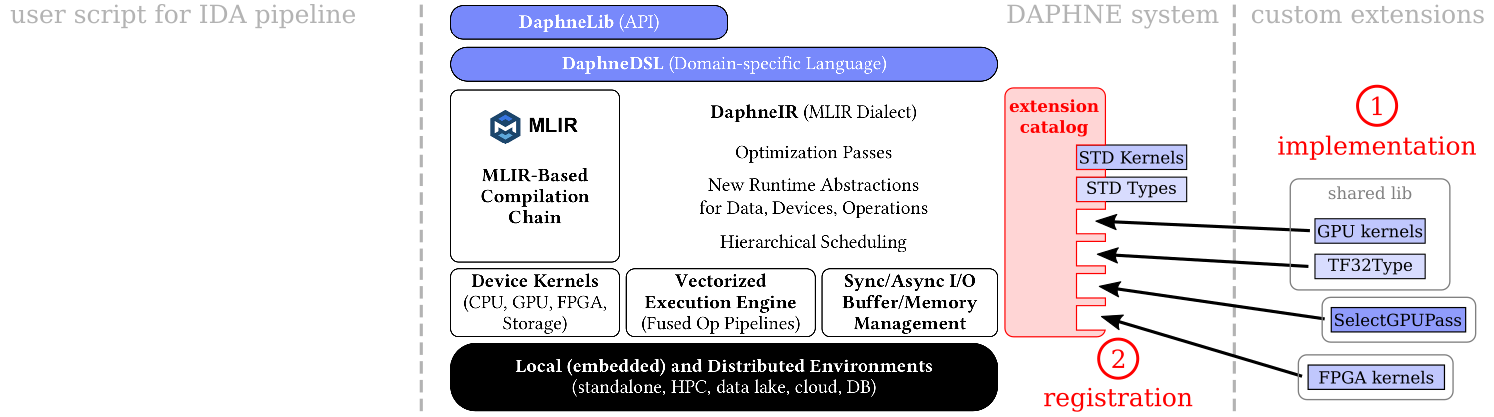 user script for IDA pipeline
DAPHNE system
custom extensions
DaphneLib (API)
DaphneDSL (Domain-specific Language)
MLIR
MLIR-Based
Compilation
Chain
DaphneIR (MLIR Dialect)
Optimization Passes
New Runtime Abstractions
for Data, Devices, Operations
Hierarchical Scheduling
Device Kernels
(CPU, GPU, FPGA,
Storage)
Vectorized
Execution Engine
(Fused Op Pipelines)
Sync/Async I/O
Buffer/Memory
Management
Local (embedded) and Distributed Environments
(standalone, HPC, data lake, cloud, DB)
extension
catalog
STD Kernels
STD Types
1
implementation
shared lib
GPU kernels
TF32Type
SelectGPUPass
FPGA kernels
2
registration